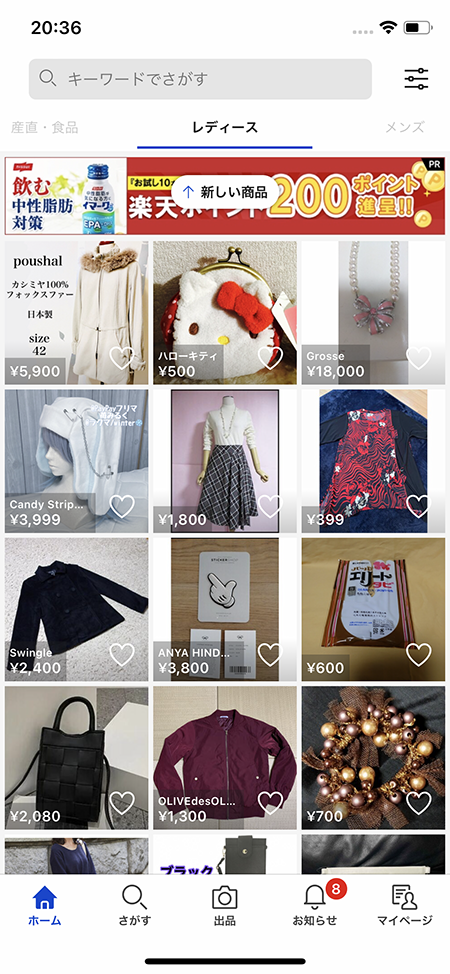 20:36
キーワードでさがす
産直・食品
レディース
メンズ
飲む
中性脂肪
対策
イマーク
EPA
『お試し10
楽天ポイント200
ポイント
進呈!!
PR
↑ 新しい商品
poushal
カシミヤ100%
フォックスファー
日本製
size
42
¥5,900
ハローキティ
¥500
Grosse
¥18,000
Candy Strip...
¥3,999
¥1,800
¥399
Swingle
¥2,400
STICKER
ANYA HIND...
¥3,800
エリート
¥600
¥2,080
OLIVEdesOL...
¥1,300
¥700
ブラック
ホーム
さがす
出品
8
お知らせ
マイページ